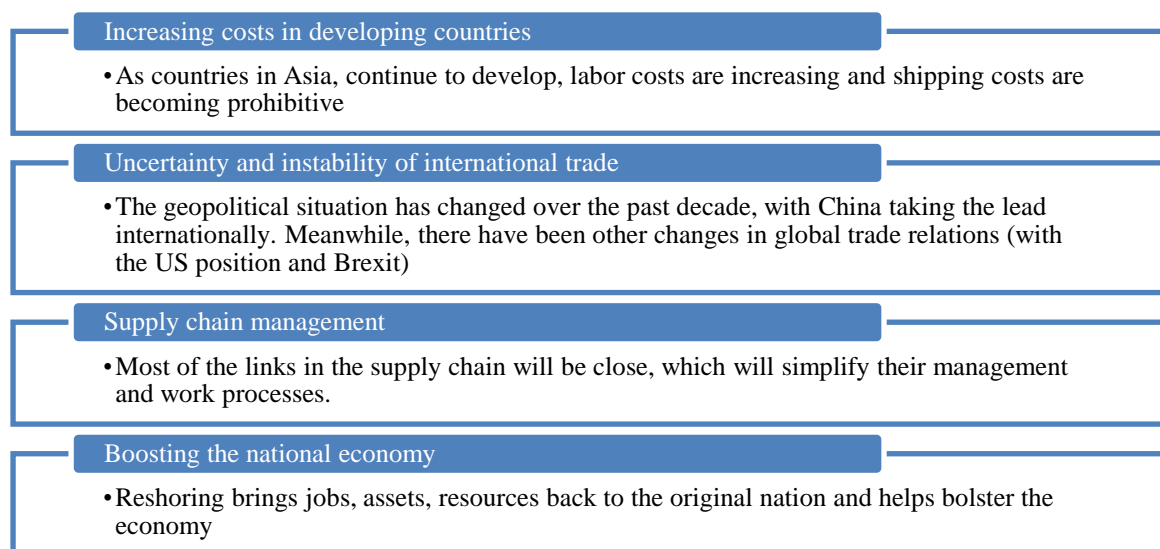 Increasing costs in developing countries
•As countries in Asia, continue to develop, labor costs are increasing and shipping costs are
becoming prohibitive
Uncertainty and instability of international trade
•The geopolitical situation has changed over the past decade, with China taking the lead
internationally. Meanwhile, there have been other changes in global trade relations (with
the US position and Brexit)
Supply chain management
•Most of the links in the supply chain will be close, which will simplify their management
and work processes.
Boosting the national economy
•Reshoring brings jobs, assets, resources back to the original nation and helps bolster the
economy